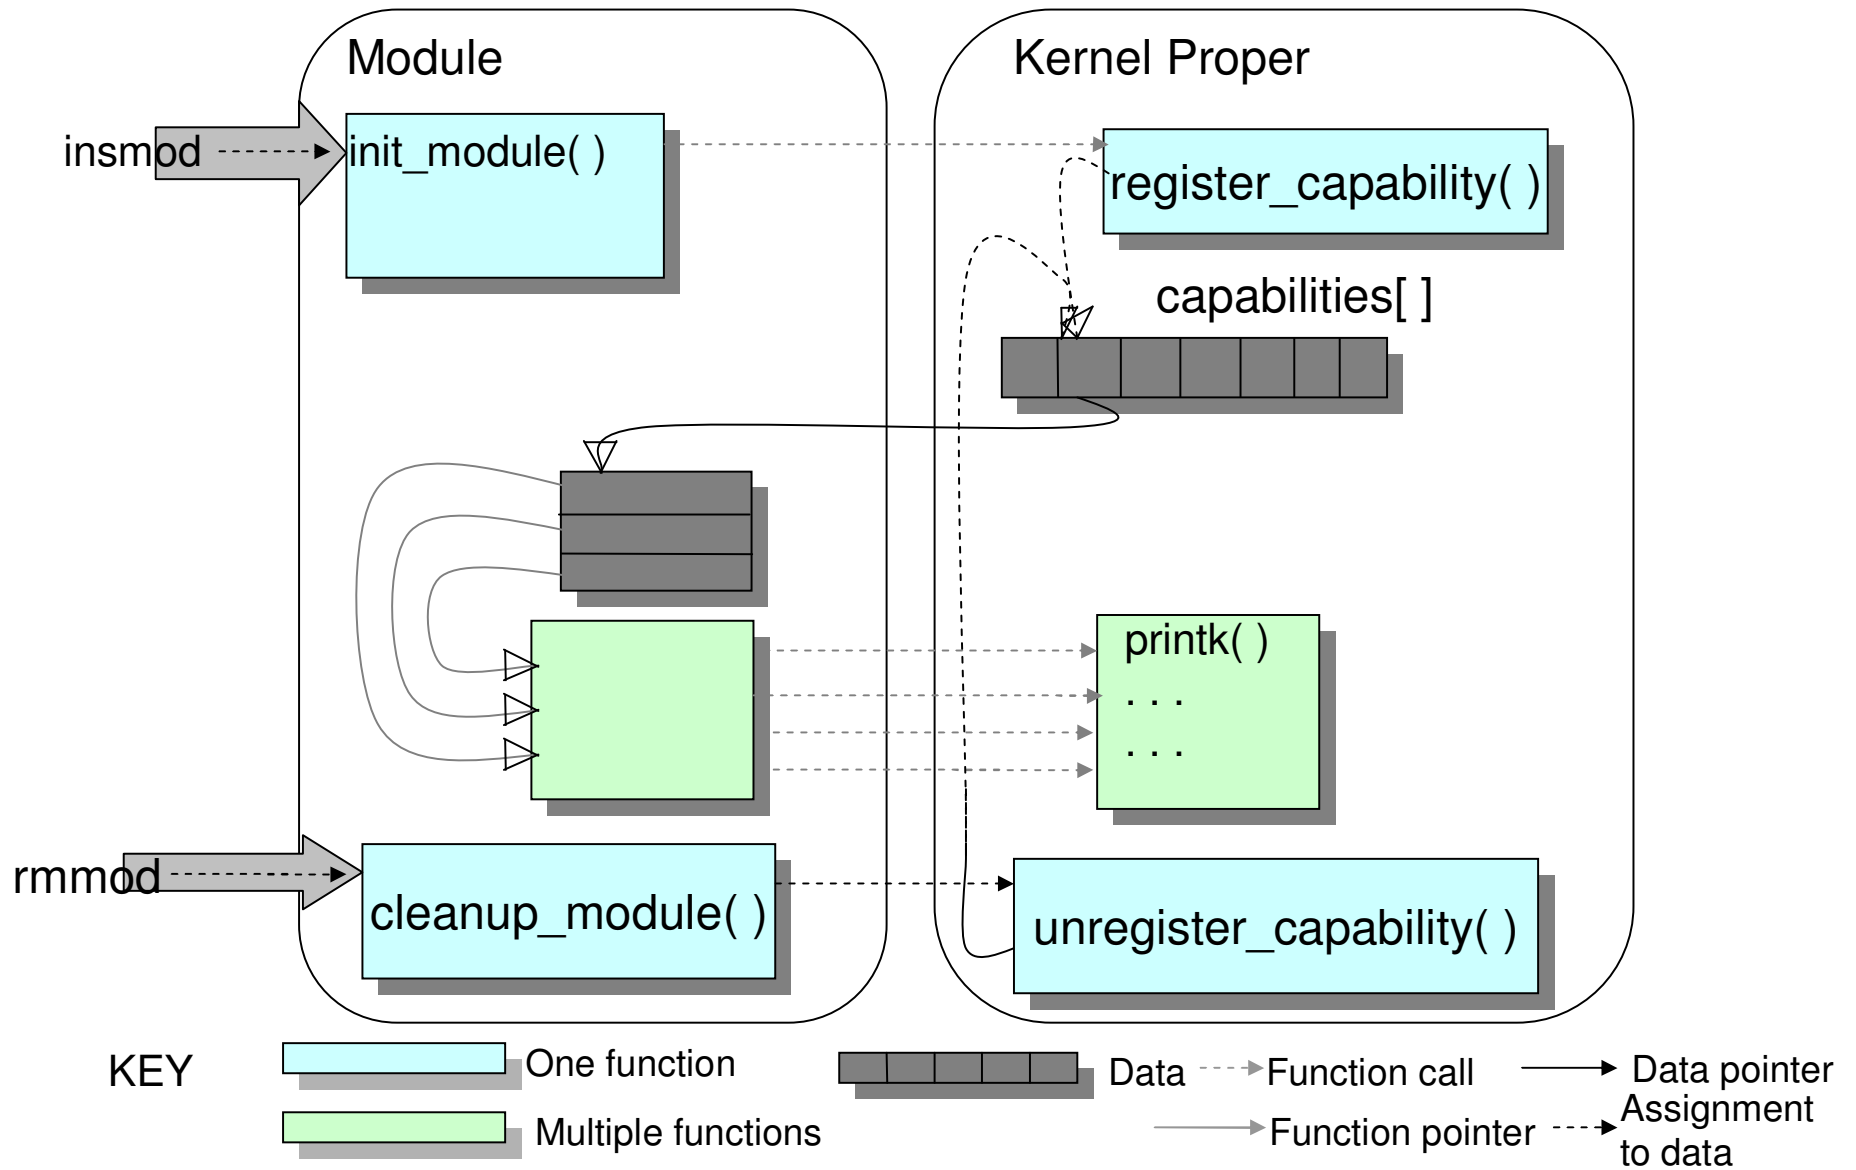 Module
Kernel Proper
insmod
init_module( )
register_capability( )
capabilities[ ]
printk( )
. . .
. . .
rmmod
cleanup_module( )
unregister_capability( )
KEY
One function
Data
Function call
Data pointer
Multiple functions
Function pointer
Assignment
to data